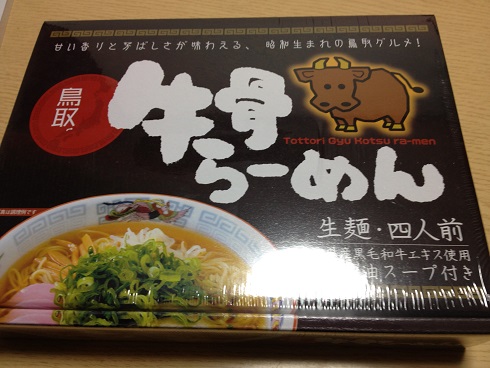 甘い香りと芳ばしさが味わえる、昭和生まれの鳥取グルメ!
鳥取
牛骨
Tottori Gyu Kotsu ra-men
らーめん
生麺・四人前
黒毛和牛エキス使用
油スープ付き